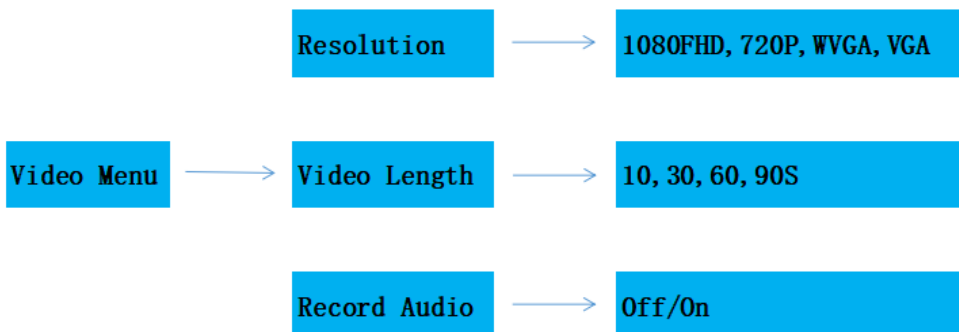 Resolution
1080FHD, 720P, WVGA, VGA
Video Menu
Video Length
10, 30, 60, 90S
Record Audio
Off/On